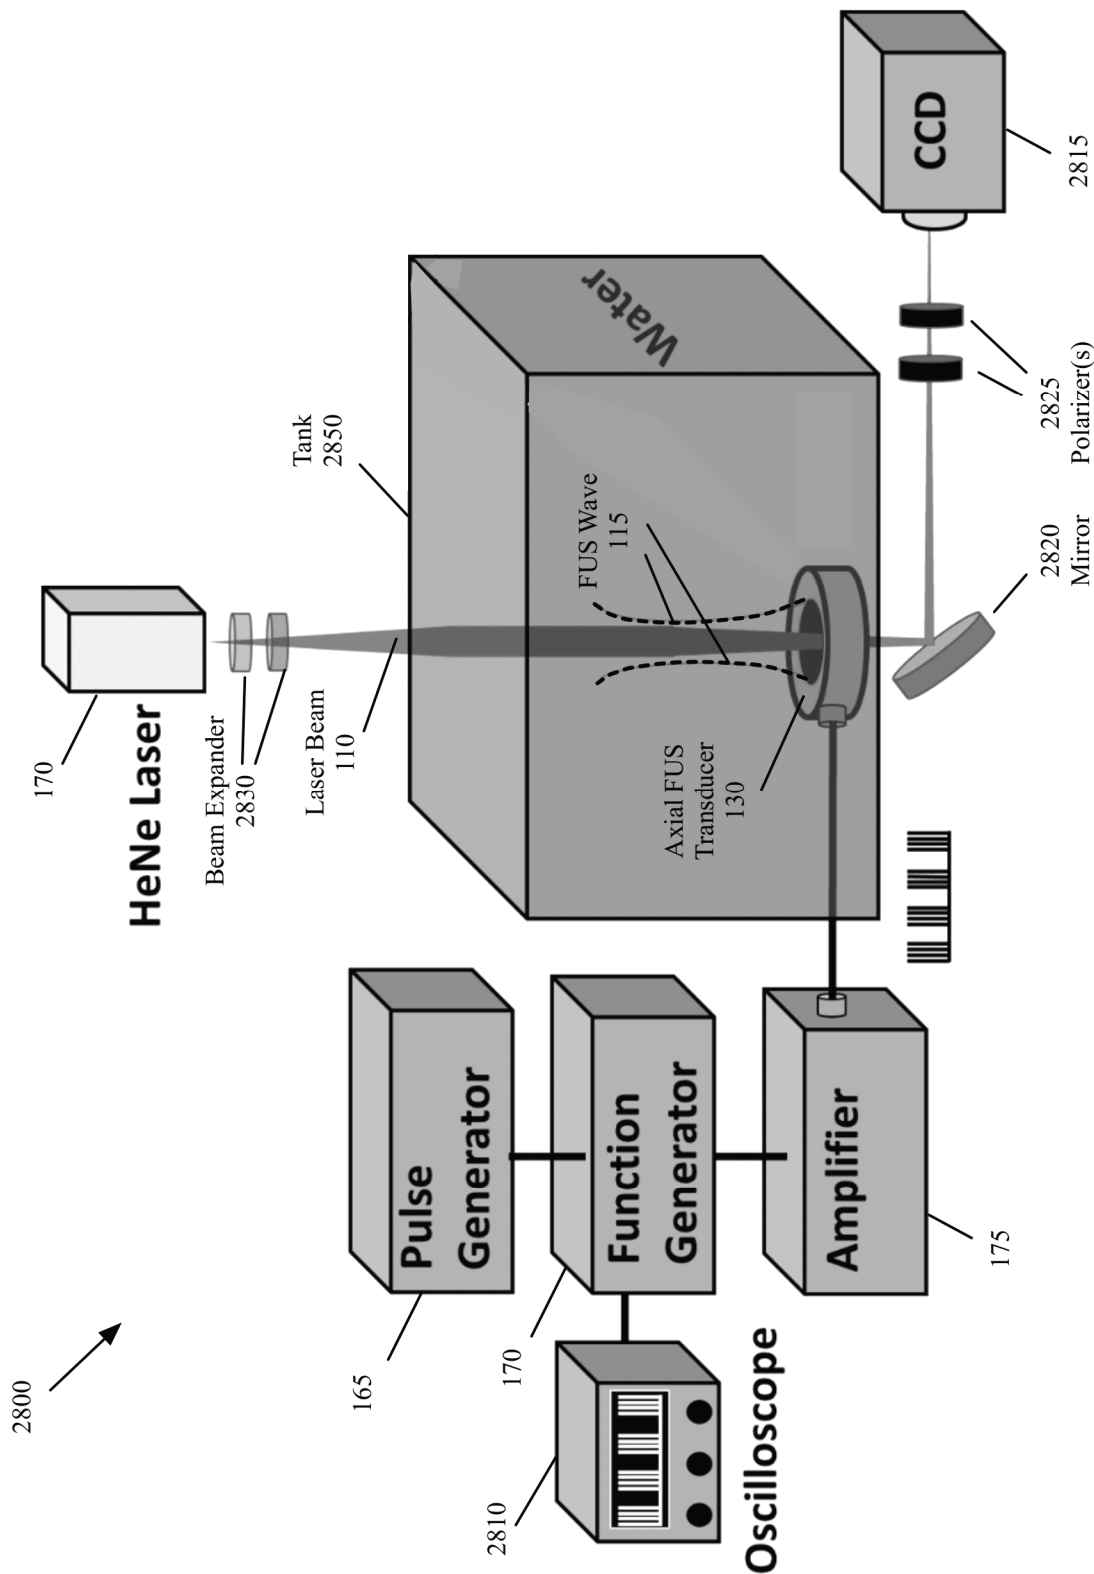 2800
HeNe Laser
170
Beam Expander
2830
Laser Beam
110
Tank
2850
Water
FUS Wave
115
Axial FUS
Transducer
130
CCD
2815
2825
Polarizer(s)
2820
Mirror
Pulse
Generator
165
Function
Generator
170
Amplifier
175
2810
Oscilloscope